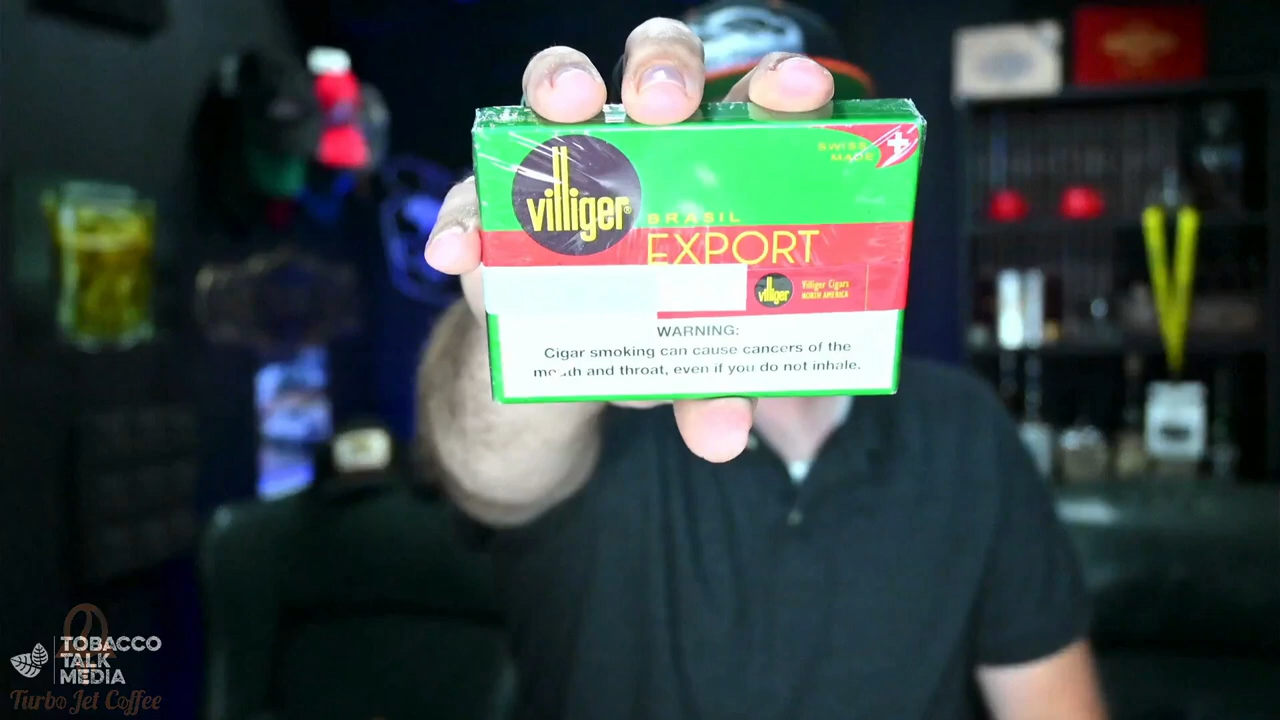 villiger®
SWISS
MADE
BRASIL
EXPORT
villiger
Villiger Cigars
NORTH AMERICA
WARNING:
Cigar smoking can cause cancers of the
mouth and throat, even if you do not inhale.
TOBACCO
TALK
MEDIA
Turbo Jet Coffee